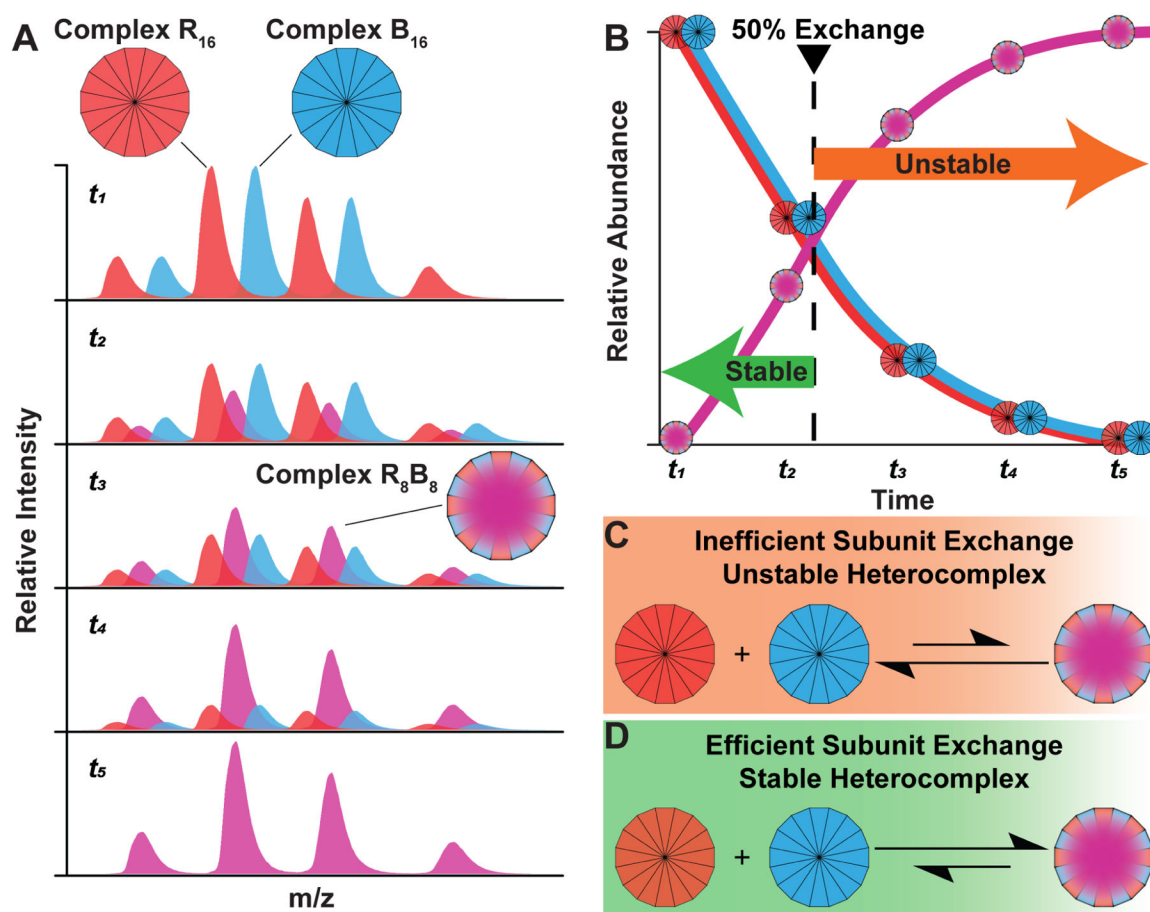 A
Complex R₁₆
Complex B₁₆
t₁
t₂
t₃
Complex R₈B₈
t₄
t₅
Relative Intensity
m/z
B
50% Exchange
Unstable
Stable
Relative Abundance
t₁ t₂ t₃ t₄ t₅
Time
C
Inefficient Subunit Exchange
Unstable Heterocomplex
+
D
Efficient Subunit Exchange
Stable Heterocomplex
+